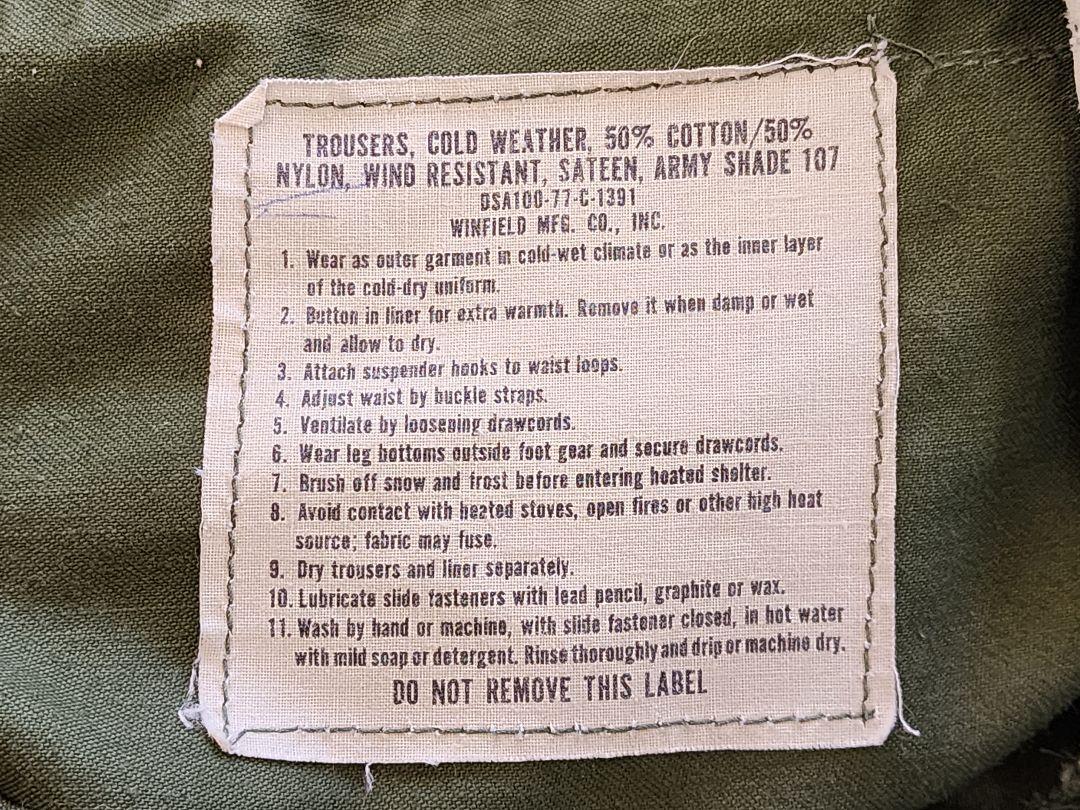 TROUSERS, COLD WEATHER, 50% COTTON/50%
NYLON, WIND RESISTANT, SATEEN, ARMY SHADE 107
DSA100-77-C-1391
WINFIELD MFG. CO., INC.
1. Wear as outer garment in cold-wet climate or as the inner layer
of the cold-dry uniform.
2. Button in liner for extra warmth. Remove it when damp or wet
and allow to dry.
3. Attach suspender hooks to waist loops.
4. Adjust waist by buckle straps.
5. Ventilate by loosening drawcords.
6. Wear leg bottoms outside foot gear and secure drawcords.
7. Brush off snow and frost before entering heated shelter.
8. Avoid contact with heated stoves, open fires or other high heat
source; fabric may fuse.
9. Dry trousers and liner separately.
10. Lubricate slide fasteners with lead pencil, graphite or wax.
11. Wash by hand or machine, with slide fastener closed, in hot water
with mild soap or detergent. Rinse thoroughly and drip or machine dry.
DO NOT REMOVE THIS LABEL